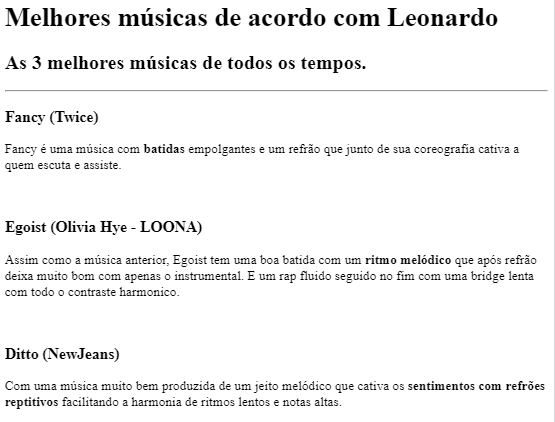 Melhores músicas de acordo com Leonardo
As 3 melhores músicas de todos os tempos.
Fancy (Twice)
Fancy é uma música com batidas empolgantes e um refrão que junto de sua coreografia cativa a
quem escuta e assiste.
Egoist (Olivia Hye - LOONA)
Assim como a música anterior, Egoist tem uma boa batida com um ritmo melódico que após refrão
deixa muito bom com apenas o instrumental. E um rap fluido seguido no fim com uma bridge lenta
com todo o contraste harmonico.
Ditto (NewJeans)
Com uma música muito bem produzida de um jeito melódico que cativa os sentimentos com refrões
reptitivos facilitando a harmonia de ritmos lentos e notas altas.